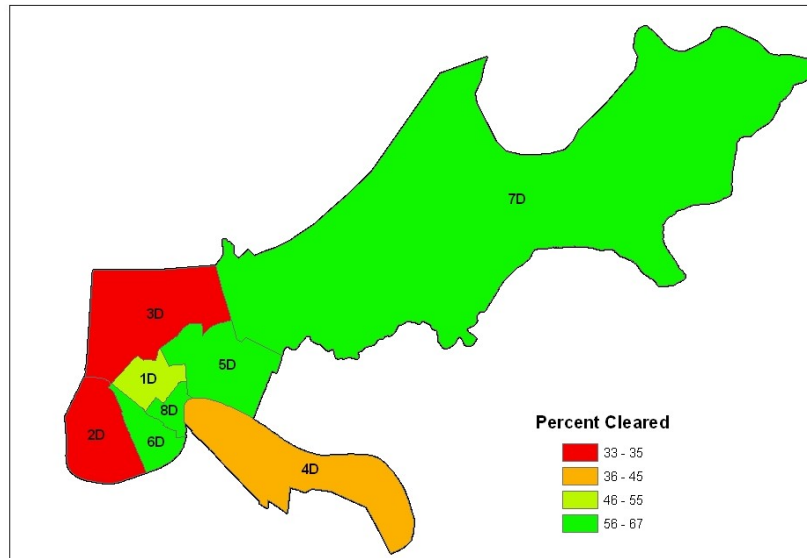 7D
3D
5D
1D
8D
2D
6D
4D
Percent Cleared
33 - 35
36 - 45
46 - 55
56 - 67